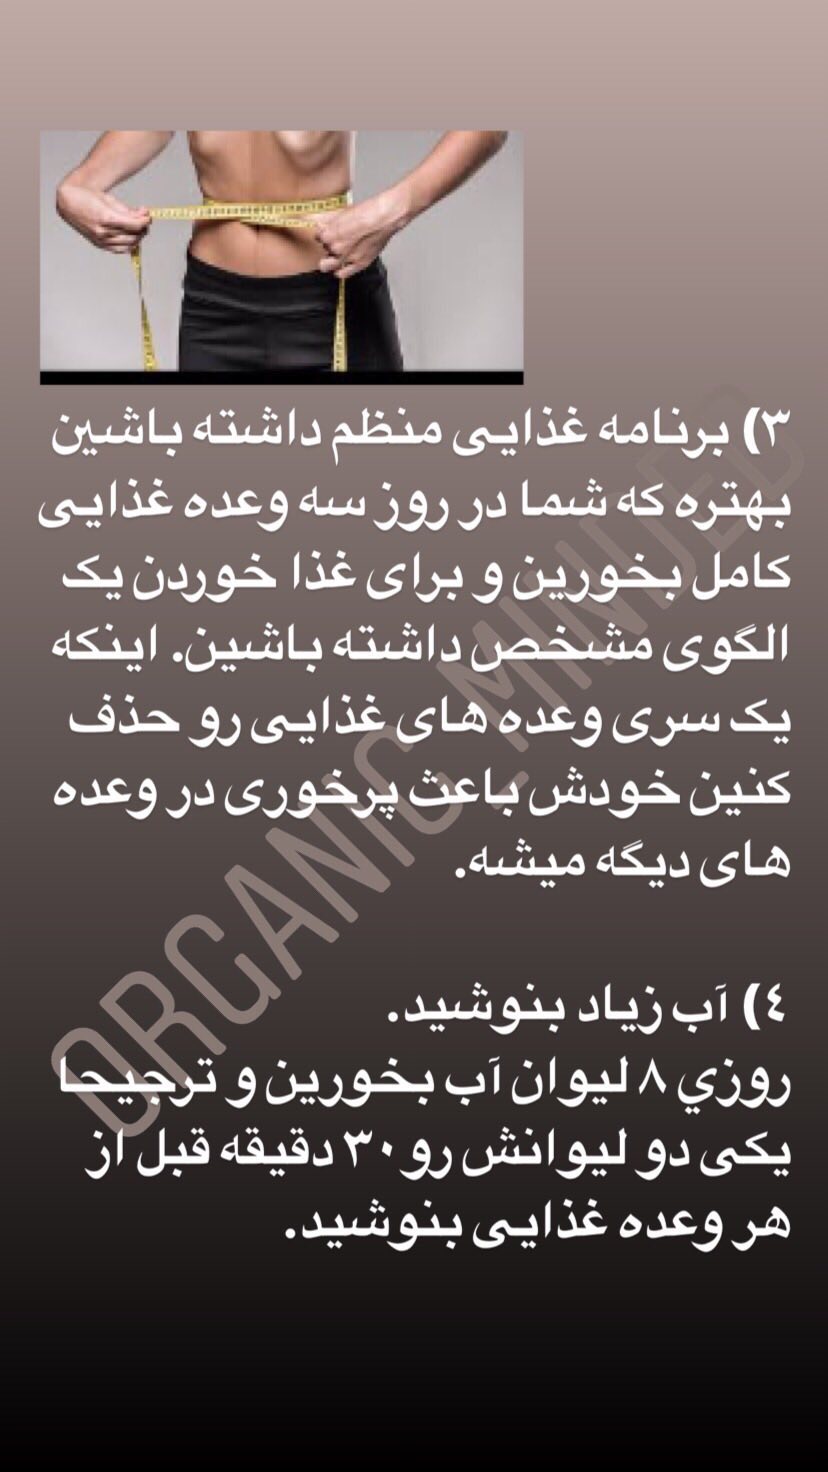 ۳) برنامه غذایی منظم داشته باشین
بهتره که شما در روز سه وعده غذایی
کامل بخورین و برای غذا خوردن یک
الگوی مشخص داشته باشین. اینکه
یک سری وعده های غذایی رو حذف
کنین خودش باعث پرخوری در وعده
های دیگه میشه.
٤) آب زیاد بنوشید.
روزي ۸ لیوان آب بخورین و ترجیحا
یکی دو لیوانش رو ۳۰ دقیقه قبل از
هر وعده غذایی بنوشید.
ORGANIC_MINDED